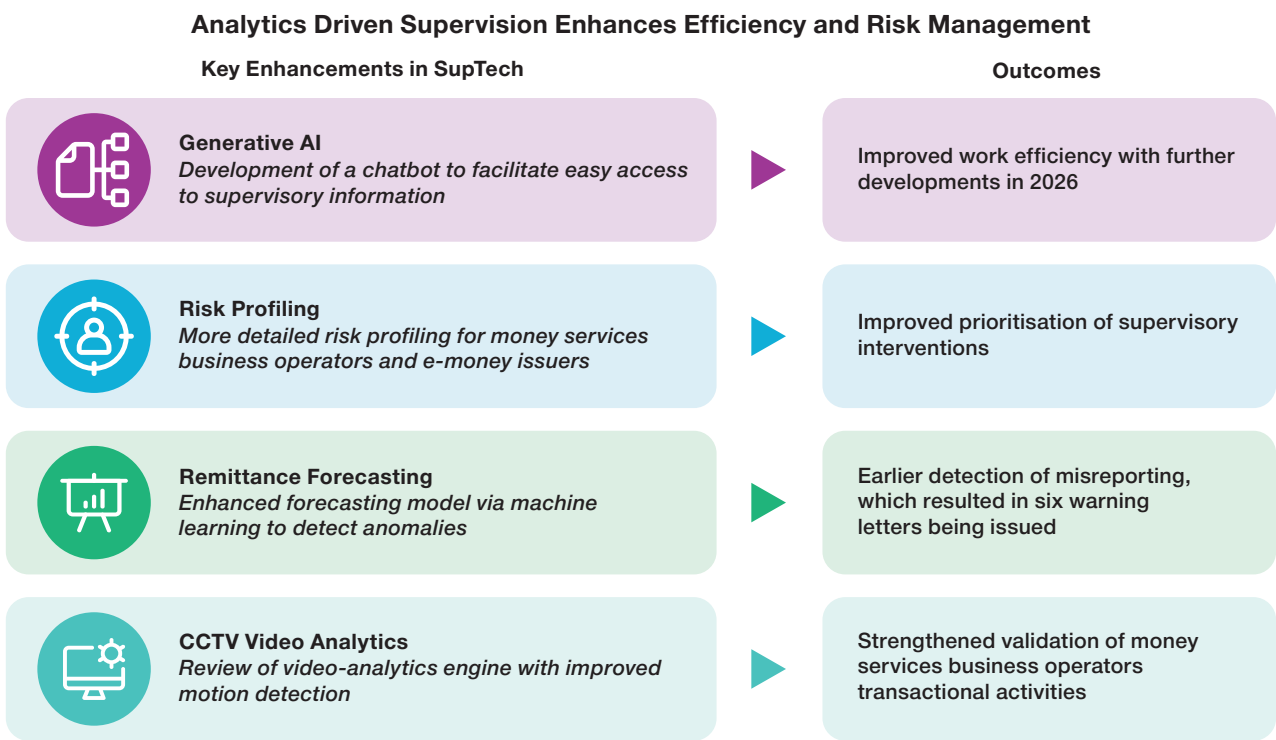 Analytics Driven Supervision Enhances Efficiency and Risk Management
Key Enhancements in SupTech
Outcomes
Generative AI
Development of a chatbot to facilitate easy access
to supervisory information
Improved work efficiency with further
developments in 2026
Risk Profiling
More detailed risk profiling for money services
business operators and e-money issuers
Improved prioritisation of supervisory
interventions
Remittance Forecasting
Enhanced forecasting model via machine
learning to detect anomalies
Earlier detection of misreporting,
which resulted in six warning
letters being issued
CCTV Video Analytics
Review of video-analytics engine with improved
motion detection
Strengthened validation of money
services business operators
transactional activities